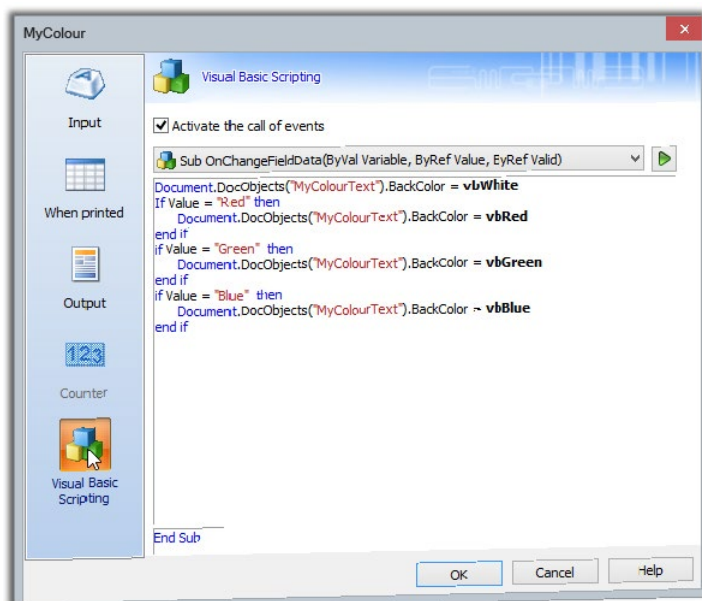 MyColour
Visual Basic Scripting
Input
When printed
Output
123
Counter
Visual Basic
Scripting
Activate the call of events
Sub OnChangeFieldData(ByVal Variable, ByRef Value, EyRef Valid)
Document.DocObjects("MyColourText").BackColor = vbWhite
If Value = "Red" then
Document.DocObjects("MyColourText").BackColor = vbRed
end if
if Value = "Green" then
Document.DocObjects("MyColourText").BackColor = vbGreen
end if
if Value = "Blue" then
Document.DocObjects("MyColourText").BackColor = vbBlue
end if
End Sub
OK
Cancel
Help